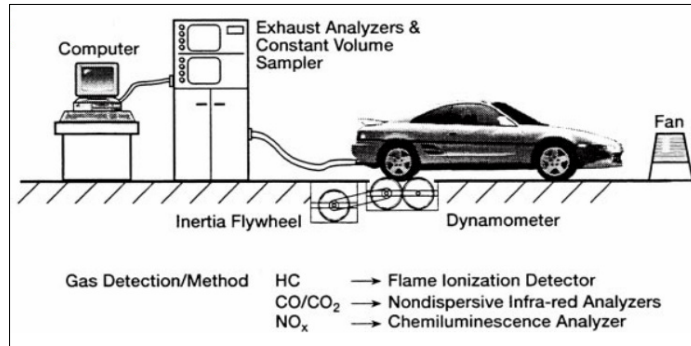 Computer
Exhaust Analyzers &
Constant Volume
Sampler
Fan
Inertia Flywheel
Dynamometer
Gas Detection/Method HC → Flame Ionization Detector
CO/CO₂ → Nondispersive Infra-red Analyzers
NOₓ → Chemiluminescence Analyzer